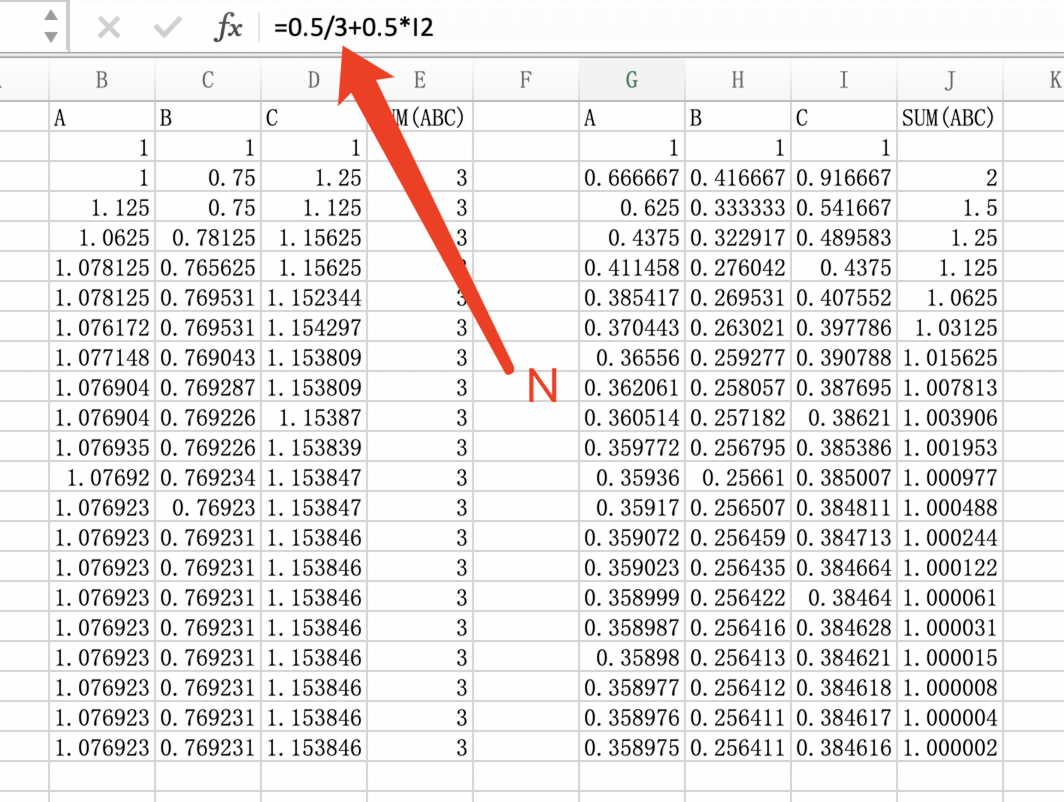 fx =0.5/3+0.5*I2
B C D E F G H I J K
A B C UM(ABC) A B C SUM(ABC)
1 1 1 1 1 1
1 0.75 1.25 3 0.666667 0.416667 0.916667 2
1.125 0.75 1.125 3 0.625 0.333333 0.541667 1.5
1.0625 0.78125 1.15625 3 0.4375 0.322917 0.489583 1.25
1.078125 0.765625 1.15625 3 0.411458 0.276042 0.4375 1.125
1.078125 0.769531 1.152344 3 0.385417 0.269531 0.407552 1.0625
1.076172 0.769531 1.154297 3 0.370443 0.263021 0.397786 1.03125
1.077148 0.769043 1.153809 3 0.36556 0.259277 0.390788 1.015625
1.076904 0.769287 1.153809 3 N 0.362061 0.258057 0.387695 1.007813
1.076904 0.769226 1.15387 3 0.360514 0.257182 0.38621 1.003906
1.076935 0.769226 1.153839 3 0.359772 0.256795 0.385386 1.001953
1.07692 0.769234 1.153847 3 0.35936 0.25661 0.385007 1.000977
1.076923 0.76923 1.153847 3 0.35917 0.256507 0.384811 1.000488
1.076923 0.769231 1.153846 3 0.359072 0.256459 0.384713 1.000244
1.076923 0.769231 1.153846 3 0.359023 0.256435 0.384664 1.000122
1.076923 0.769231 1.153846 3 0.358999 0.256422 0.38464 1.000061
1.076923 0.769231 1.153846 3 0.358987 0.256416 0.384628 1.000031
1.076923 0.769231 1.153846 3 0.35898 0.256413 0.384621 1.000015
1.076923 0.769231 1.153846 3 0.358977 0.256412 0.384618 1.000008
1.076923 0.769231 1.153846 3 0.358976 0.256411 0.384617 1.000004
1.076923 0.769231 1.153846 3 0.358975 0.256411 0.384616 1.000002